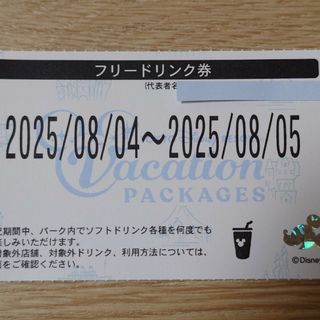 フリードリンク券
(代表者名
2025/08/04～2025/08/05
Vacation
PACKAGES
記期間中、パーク内でソフトドリンク各種を何度でも
楽しみいただけます。
対象外店舗、対象外ドリンク、利用方法については、
をご確認ください。
©Disney